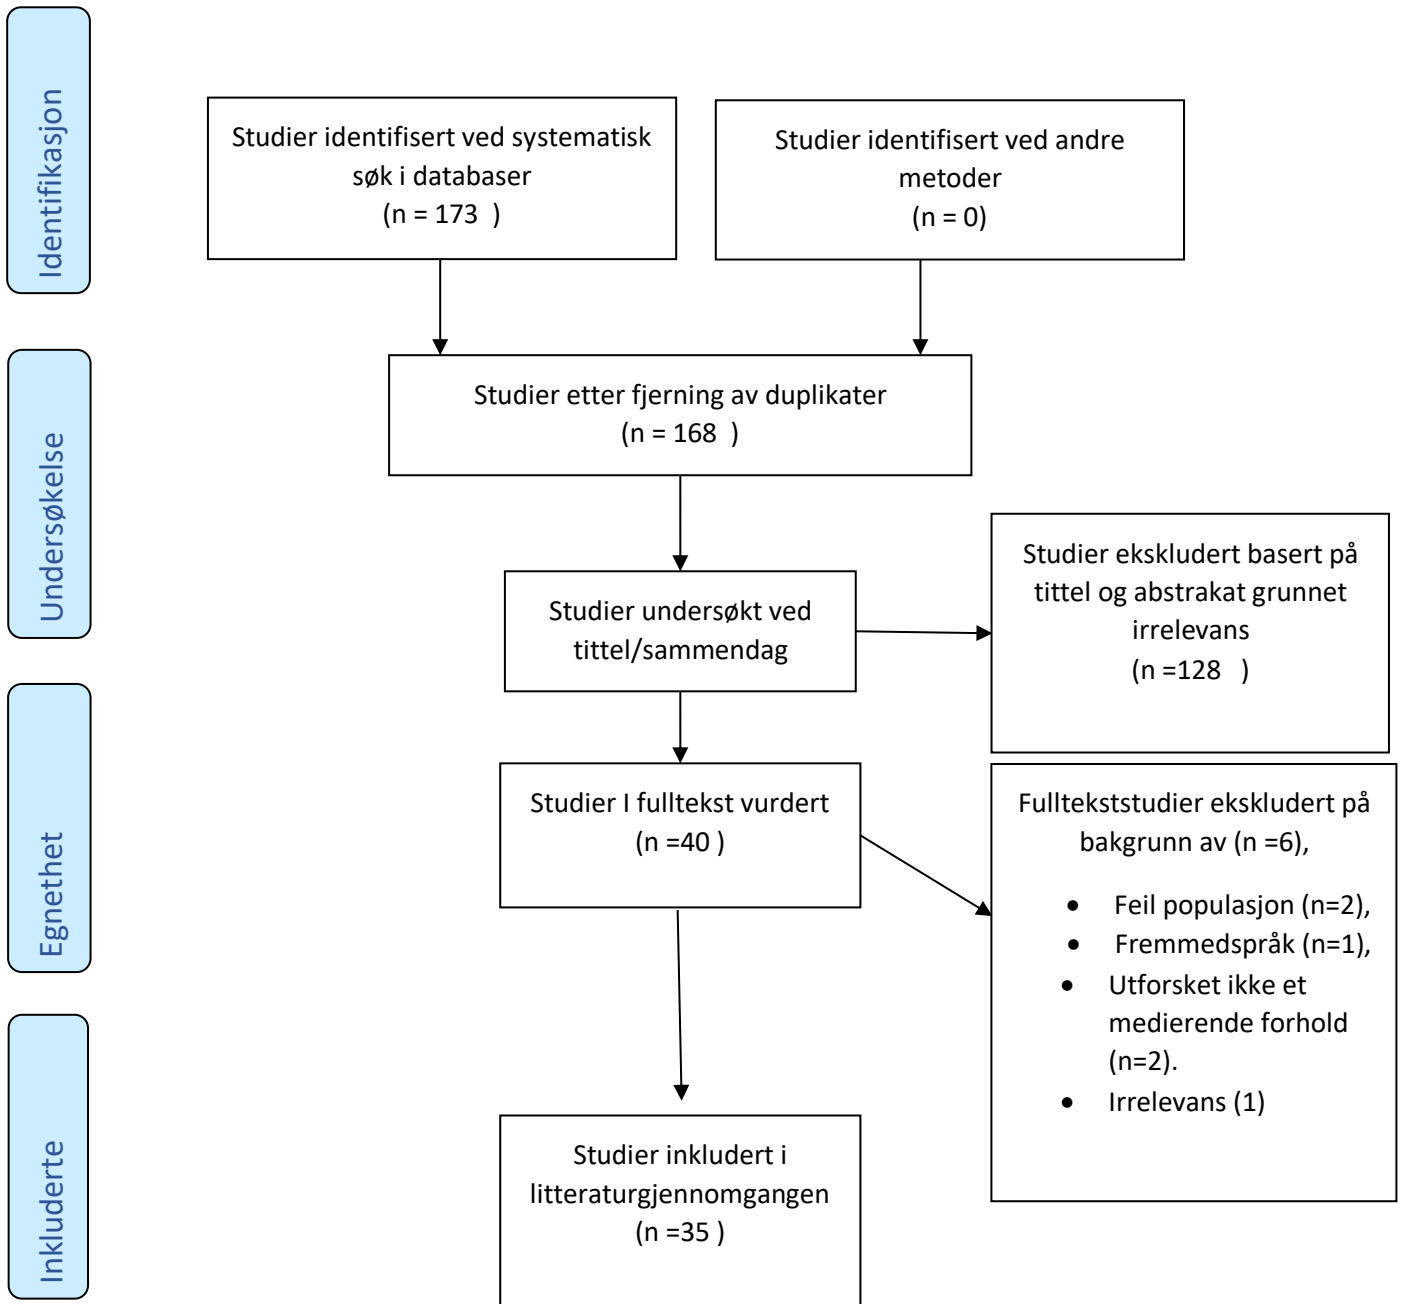 Identifikasjon
Studier identifisert ved systematisk
søk i databaser
(n = 173  )
Studier identifisert ved andre
metoder
(n = 0)
Undersøkelse
Studier etter fjerning av duplikater
(n = 168  )
Studier undersøkt ved
tittel/sammendag
Studier ekskludert basert på
tittel og abstrakat grunnet
irrelevans
(n =128   )
Egnethet
Studier I fulltekst vurdert
(n =40 )
Fulltekststudier ekskludert på
bakgrunn av (n =6),
• Feil populasjon (n=2),
• Fremmedspråk (n=1),
• Utforsket ikke et
medierende forhold
(n=2).
• Irrelevans (1)
Inkluderte
Studier inkludert i
litteraturgjennomgangen
(n =35 )